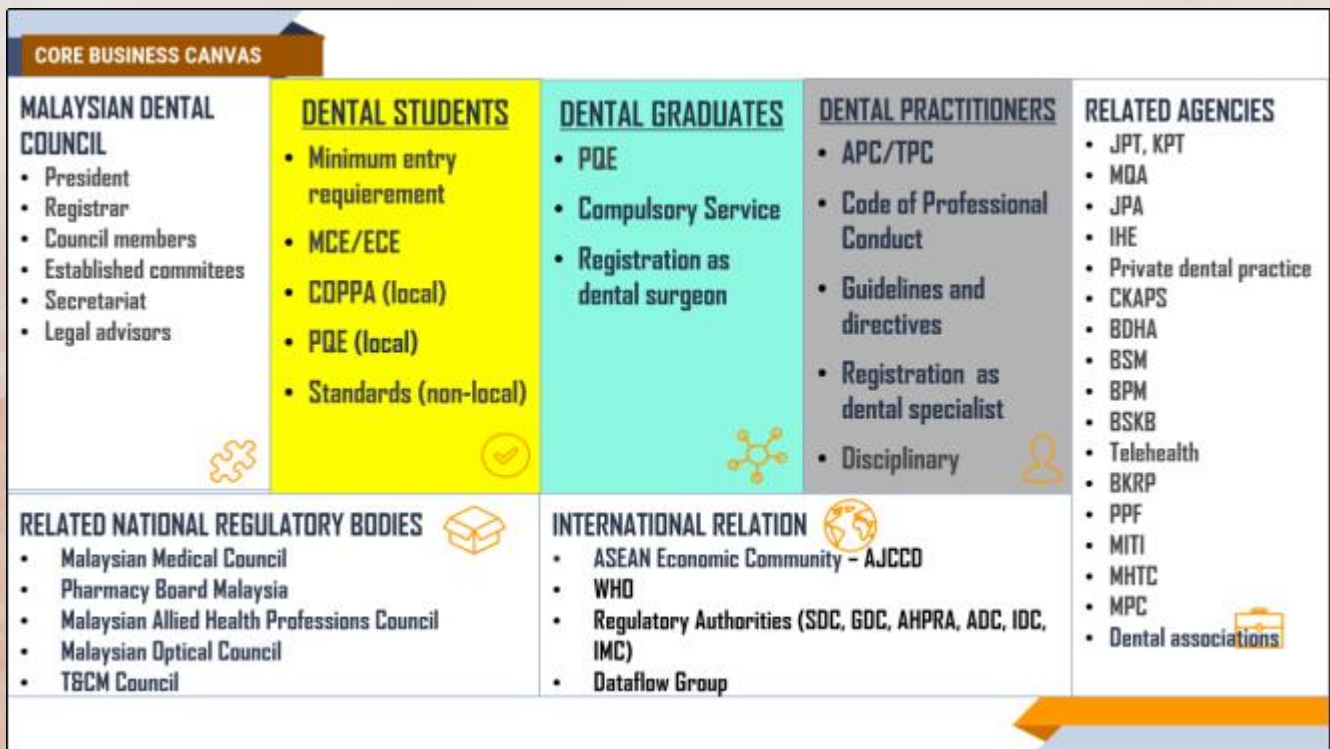 CORE BUSINESS CANVAS
MALAYSIAN DENTAL
COUNCIL
• President
• Registrar
• Council members
• Established commitees
• Secretariat
• Legal advisors
DENTAL STUDENTS
• Minimum entry
requierement
• MCE/ECE
• COPPA (local)
• PQE (local)
• Standards (non-local)
DENTAL GRADUATES
• PQE
• Compulsory Service
• Registration as
dental surgeon
DENTAL PRACTITIONERS
• APC/TPC
• Code of Professional
Conduct
• Guidelines and
directives
• Registration as
dental specialist
• Disciplinary
RELATED AGENCIES
• JPT, KPT
• MQA
• JPA
• IHE
• Private dental practice
• CKAPS
• BDHA
• BSM
• BPM
• BSKB
• Telehealth
• BKRP
• PPF
• MITI
• MHTC
• MPC
• Dental associations
RELATED NATIONAL REGULATORY BODIES
• Malaysian Medical Council
• Pharmacy Board Malaysia
• Malaysian Allied Health Professions Council
• Malaysian Optical Council
• T&CM Council
INTERNATIONAL RELATION
• ASEAN Economic Community – AJCCD
• WHO
• Regulatory Authorities (SDC, GDC, AHPRA, ADC, IDC,
IMC)
• Dataflow Group